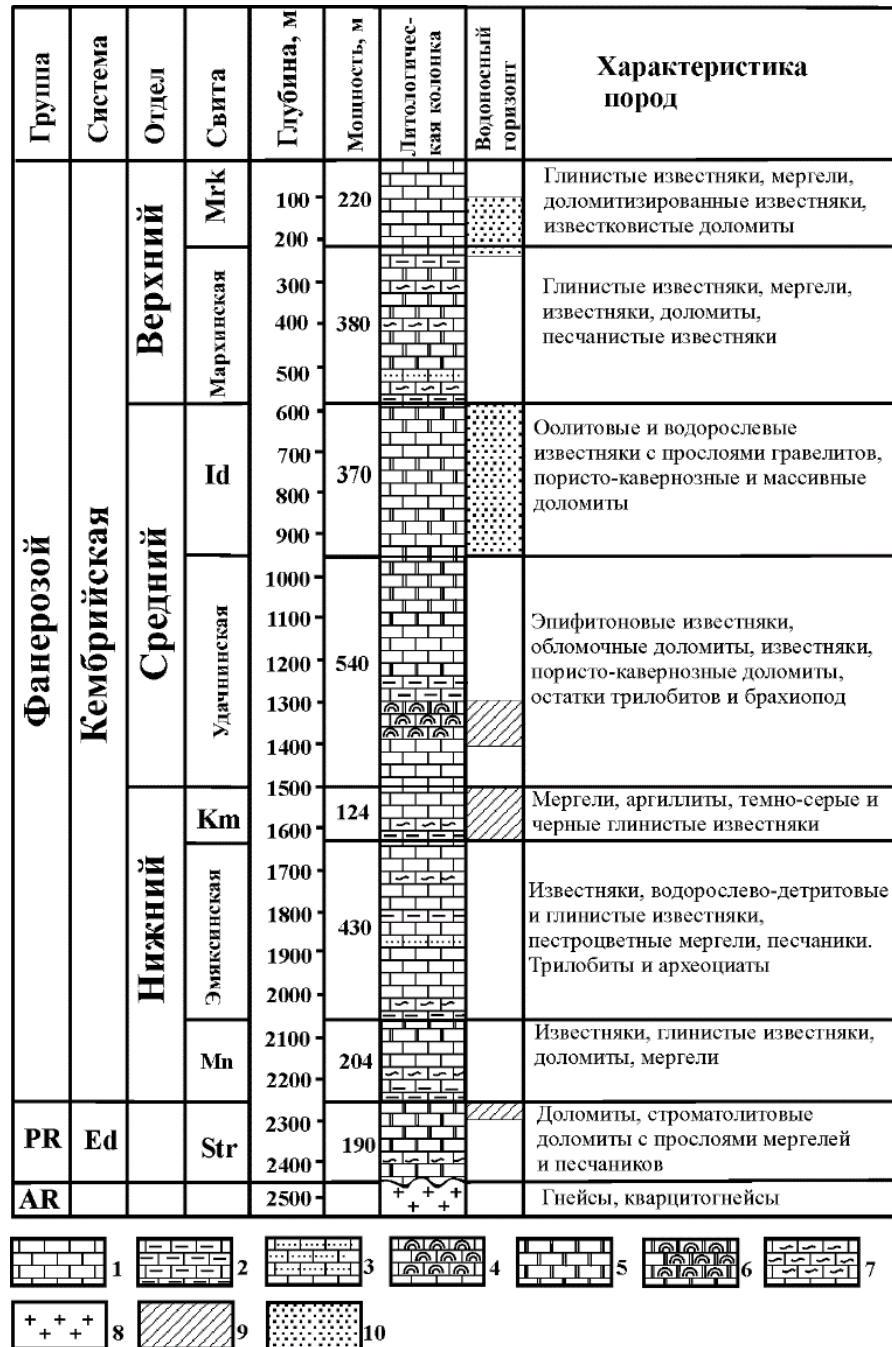 Группа
Система
Отдел
Свита
Глубина, м
Мощность, м
Литологичес-
кая колонка
Водоносный
горизонт
Характеристика
пород
Фанерозой
Кембрийская
Верхний
Mrk
100
200
220
Глинистые известняки, мергели,
доломитизированные известняки,
известковистые доломиты
Мархинская
300
400
500
380
Глинистые известняки, мергели,
известняки, доломиты,
песчанистые известняки
Средний
Id
600
700
800
900
370
Оолитовые и водорослевые
известняки с прослоями гравелитов,
пористо-кавернозные и массивные
доломиты
Удачнинская
1000
1100
1200
1300
1400
540
Эпифитоновые известняки,
обломочные доломиты, известняки,
пористо-кавернозные доломиты,
остатки трилобитов и брахиопод
Нижний
Km
1500
1600
124
Мергели, аргиллиты, темно-серые и
черные глинистые известняки
Эмяксинская
1700
1800
1900
2000
430
Известняки, водорослево-детритовые
и глинистые известняки,
пестроцветные мергели, песчаники.
Трилобиты и археоциаты
Mn
2100
2200
204
Известняки, глинистые известняки,
доломиты, мергели
PR
Ed
Str
2300
2400
190
Доломиты, строматолитовые
доломиты с прослоями мергелей
и песчаников
AR
2500
Гнейсы, кварцитогнейсы
1
2
3
4
5
6
7
8
9
10